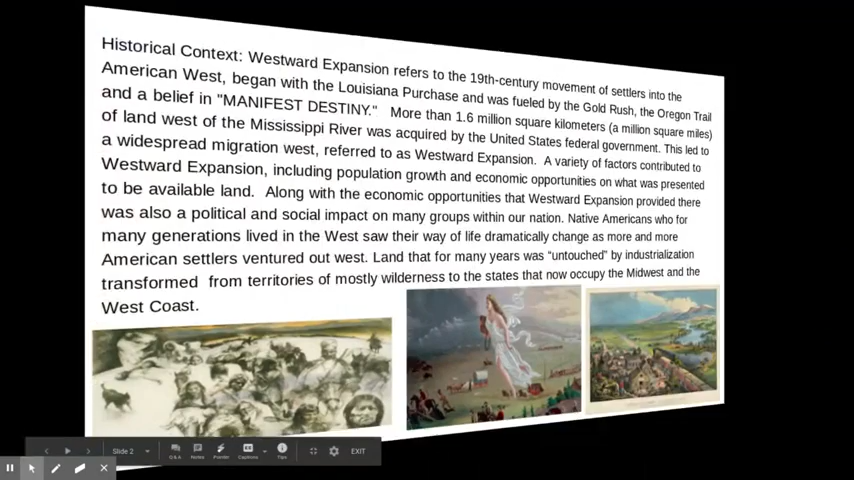 Historical Context: Westward Expansion refers to the 19th-century movement of settlers into the
American West, began with the Louisiana Purchase and was fueled by the Gold Rush, the Oregon Trail
and a belief in "MANIFEST DESTINY."   More than 1.6 million square kilometers (a million square miles)
of land west of the Mississippi River was acquired by the United States federal government. This led to
a widespread migration west, referred to as Westward Expansion.  A variety of factors contributed to
Westward Expansion, including population growth and economic opportunities on what was presented
to be available land.  Along with the economic opportunities that Westward Expansion provided there
was also a political and social impact on many groups within our nation. Native Americans who for
many generations lived in the West saw their way of life dramatically change as more and more
American settlers ventured out west. Land that for many years was “untouched” by industrialization
transformed  from territories of mostly wilderness to the states that now occupy the Midwest and the
West Coast.
Slide 2
Q & A
Notes
Pointer
Captions
Tips
EXIT